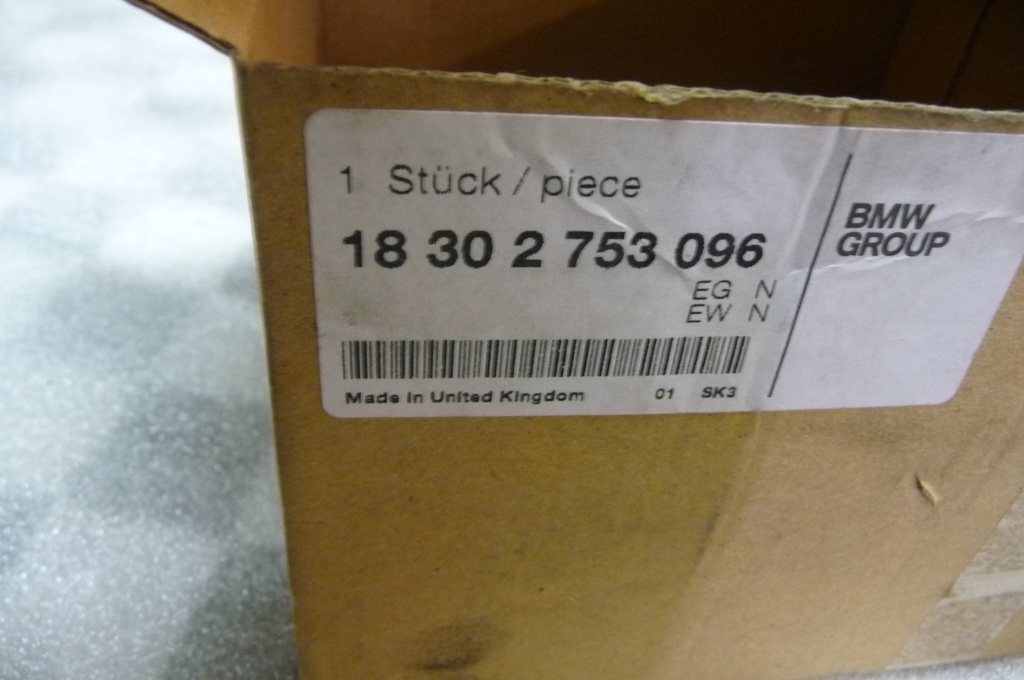 1 Stück / piece
18 30 2 753 096
EG N
EW N
Made in United Kingdom 01 SK3
BMW
GROUP